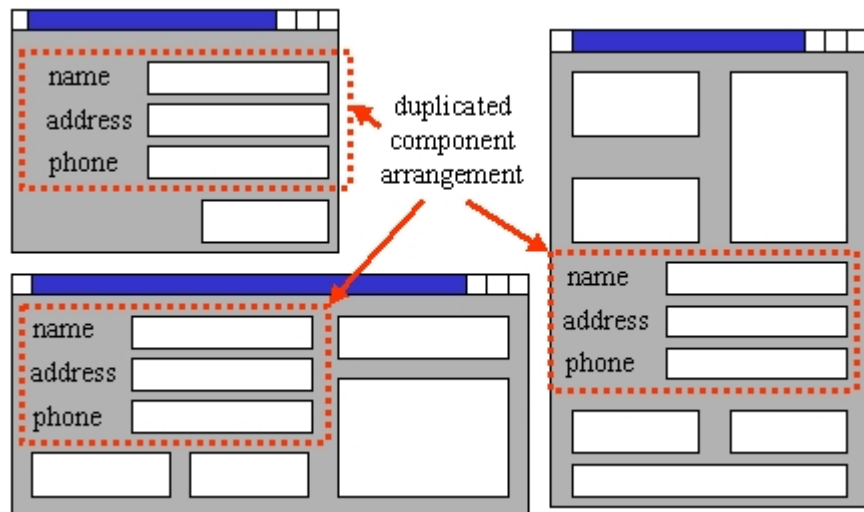 name
address
phone
duplicated
component
arrangement
name
address
phone
name
address
phone